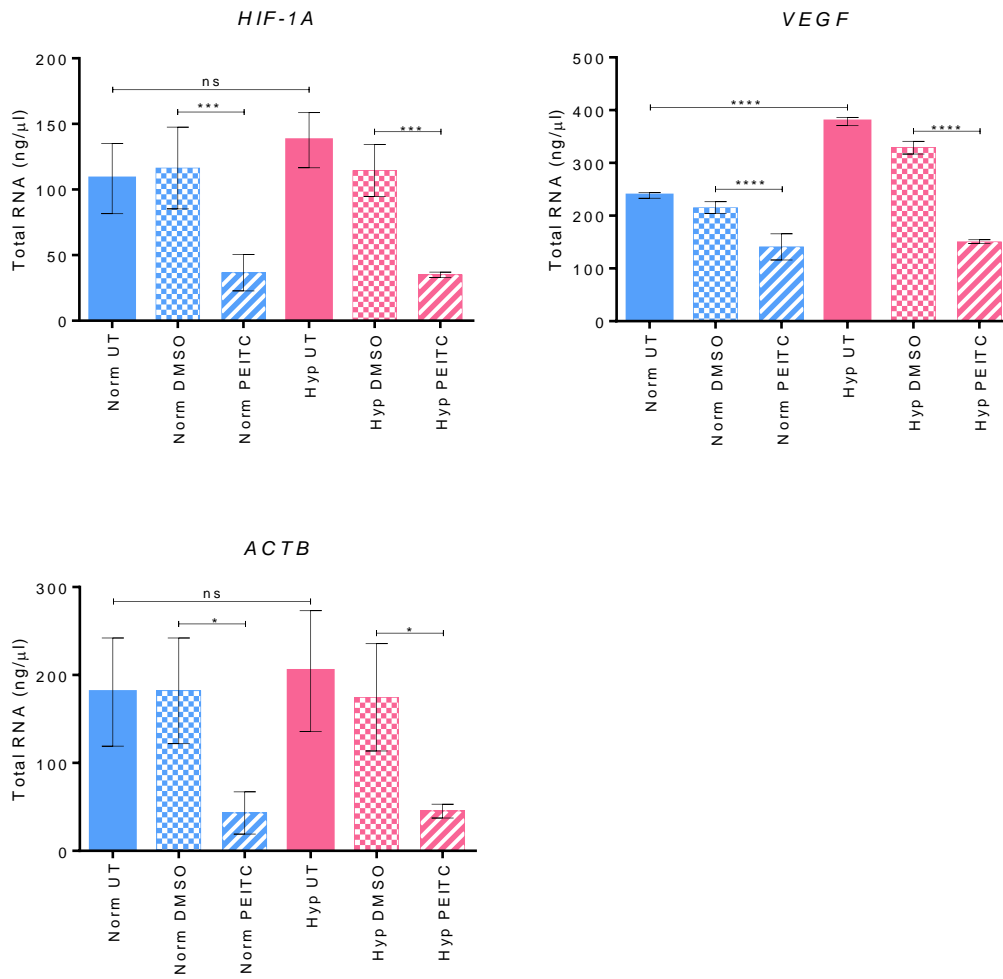 HIF-1A
Total RNA (ng/µl)
200
150
100
50
0
ns
***
***
Norm UT
Norm DMSO
Norm PEITC
Hyp UT
Hyp DMSO
Hyp PEITC
VEGF
Total RNA (ng/µl)
500
400
300
200
100
0
****
****
****
Norm UT
Norm DMSO
Norm PEITC
Hyp UT
Hyp DMSO
Hyp PEITC
ACTB
Total RNA (ng/µl)
300
200
100
0
ns
*
*
Norm UT
Norm DMSO
Norm PEITC
Hyp UT
Hyp DMSO
Hyp PEITC